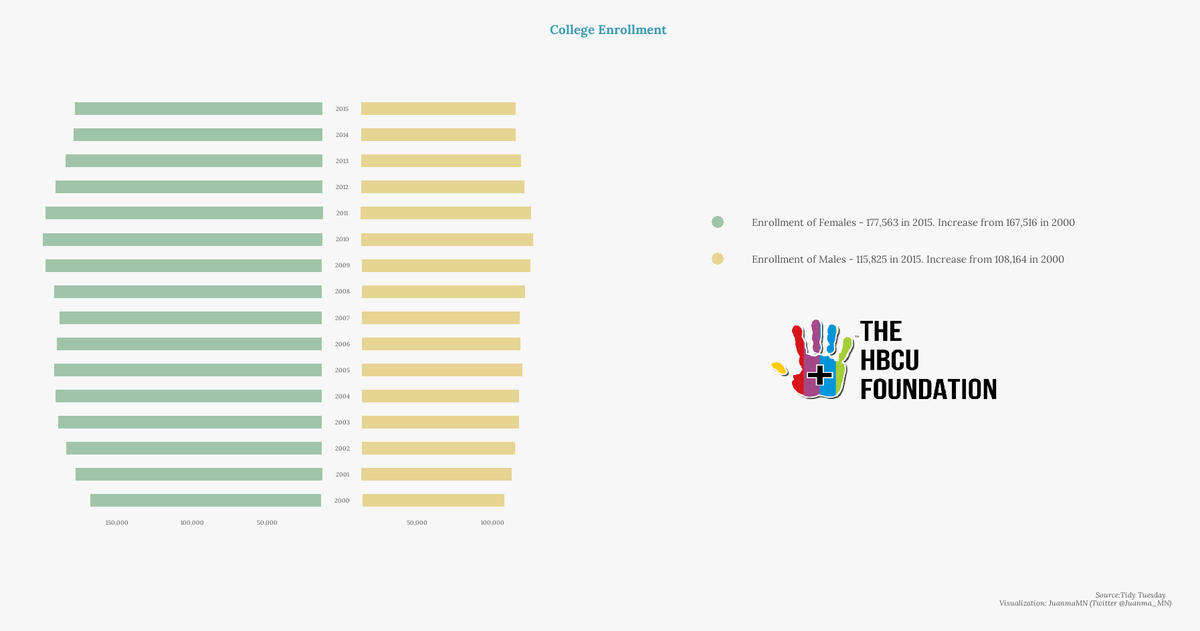 College Enrollment
2015
2014
2013
2012
2011
2010
2009
2008
2007
2006
2005
2004
2003
2002
2001
2000
150,000 100,000 50,000 50,000 100,000
Enrollment of Females - 177,563 in 2015. Increase from 167,516 in 2000
Enrollment of Males - 115,825 in 2015. Increase from 108,164 in 2000
THE
HBCU
FOUNDATION
Source:Tidy Tuesday
Visualization: JuanmaMN (Twitter @Juanma_MN)